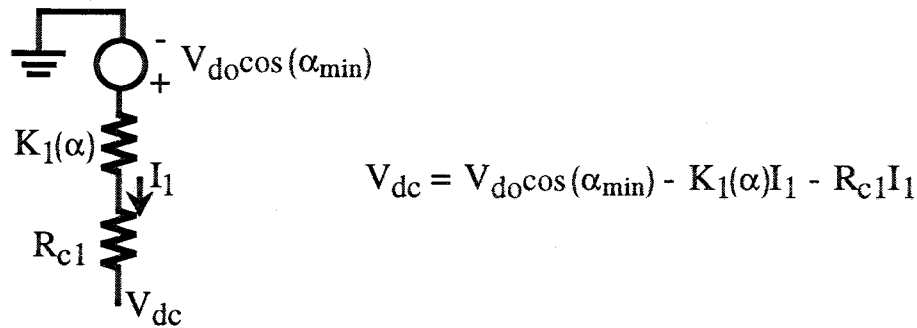 -
V_do cos (α_min)
+
K_1(α)
I_1
V_dc = V_do cos (α_min) - K_1(α)I_1 - R_c1 I_1
R_c1
V_dc